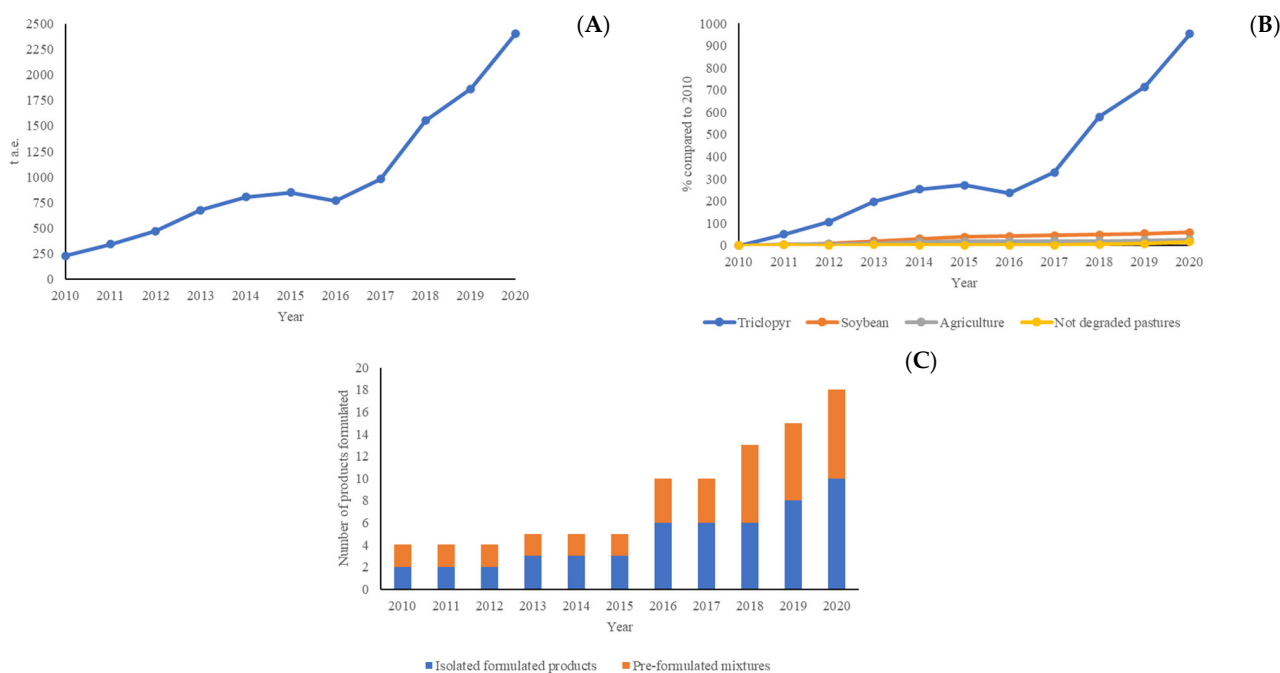 (A)
2500
2250
2000
1750
1500
1250
1000
750
500
250
0
t a.e.
2010 2011 2012 2013 2014 2015 2016 2017 2018 2019 2020
Year
(B)
1000
900
800
700
600
500
400
300
200
100
0
% compared to 2010
2010 2011 2012 2013 2014 2015 2016 2017 2018 2019 2020
Year
Triclopyr Soybean Agriculture Not degraded pastures
(C)
20
18
16
14
12
10
8
6
4
2
0
Number of products formulated
2010 2011 2012 2013 2014 2015 2016 2017 2018 2019 2020
Year
Isolated formulated products Pre-formulated mixtures